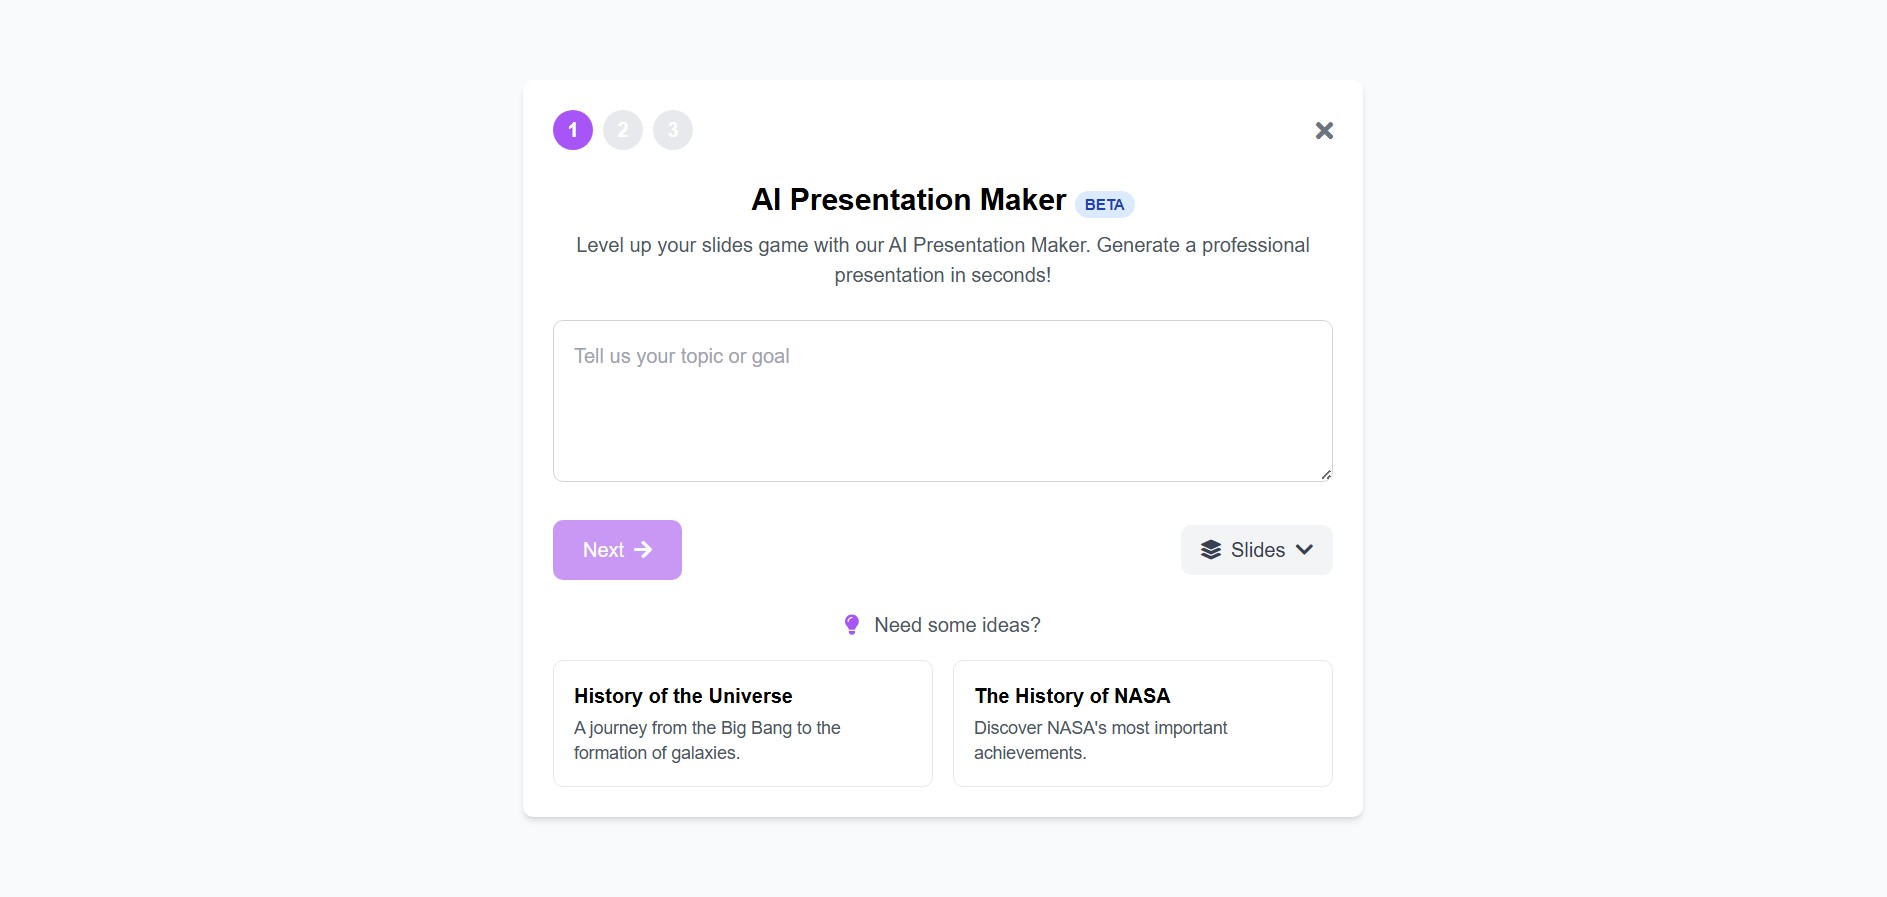 1 2 3
AI Presentation Maker BETA
Level up your slides game with our AI Presentation Maker. Generate a professional
presentation in seconds!
Tell us your topic or goal
Next
Slides
Need some ideas?
History of the Universe
A journey from the Big Bang to the
formation of galaxies.
The History of NASA
Discover NASA's most important
achievements.